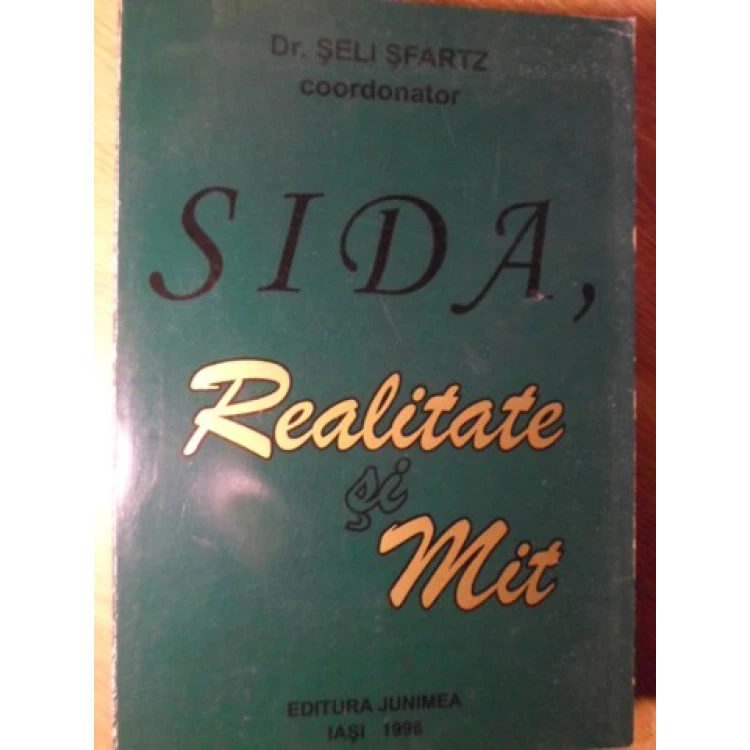 Dr. ŞELI ŞFARTZ
coordonator
SIDA,
Realitate
şi
Mit
EDITURA JUNIMEA
IAŞI 1998